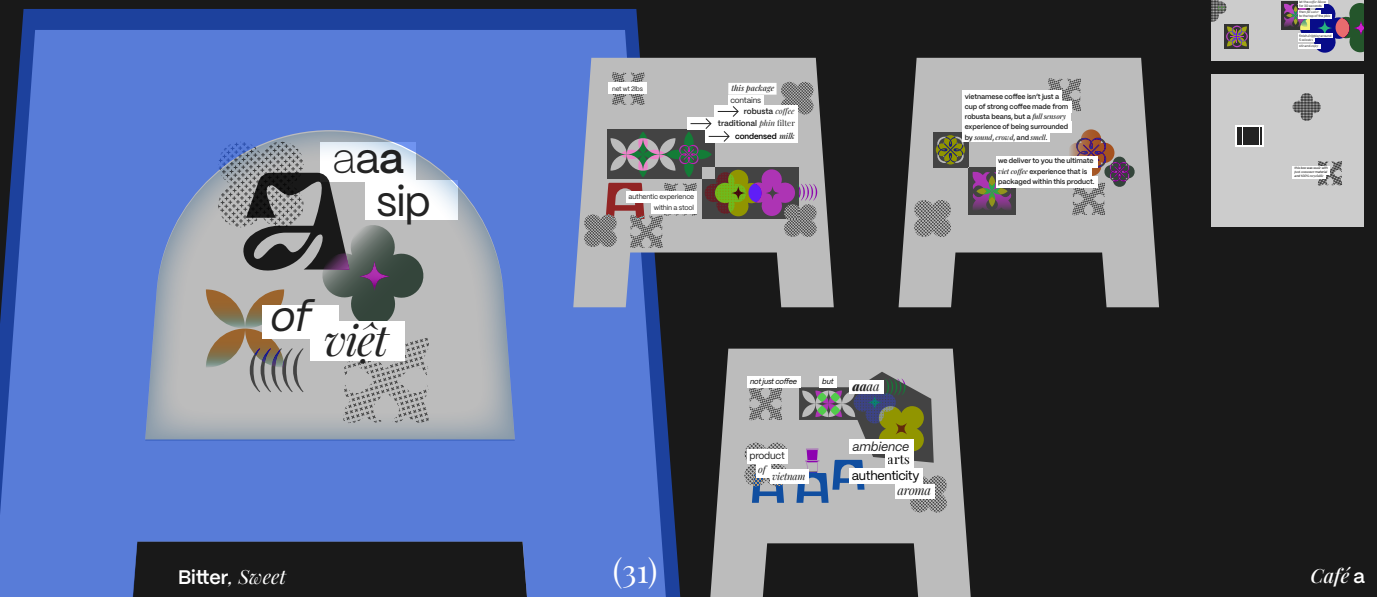 aaa
sip
of
việt
Bitter, Sweet
(31)
net wt 2lbs
this package
contains
robusta coffee
traditional phin filter
condensed milk
authentic experience
within a stool
vietnamese coffee isn't just a
cup of strong coffee made from
robusta beans, but a full sensory
experience of being surrounded
by sound, crowd, and smell.
we deliver to you the ultimate
viet coffee experience that is
packaged within this product.
not just coffee
but
aaaa
product
of
vietnam
ambience
arts
authenticity
aroma
Café a